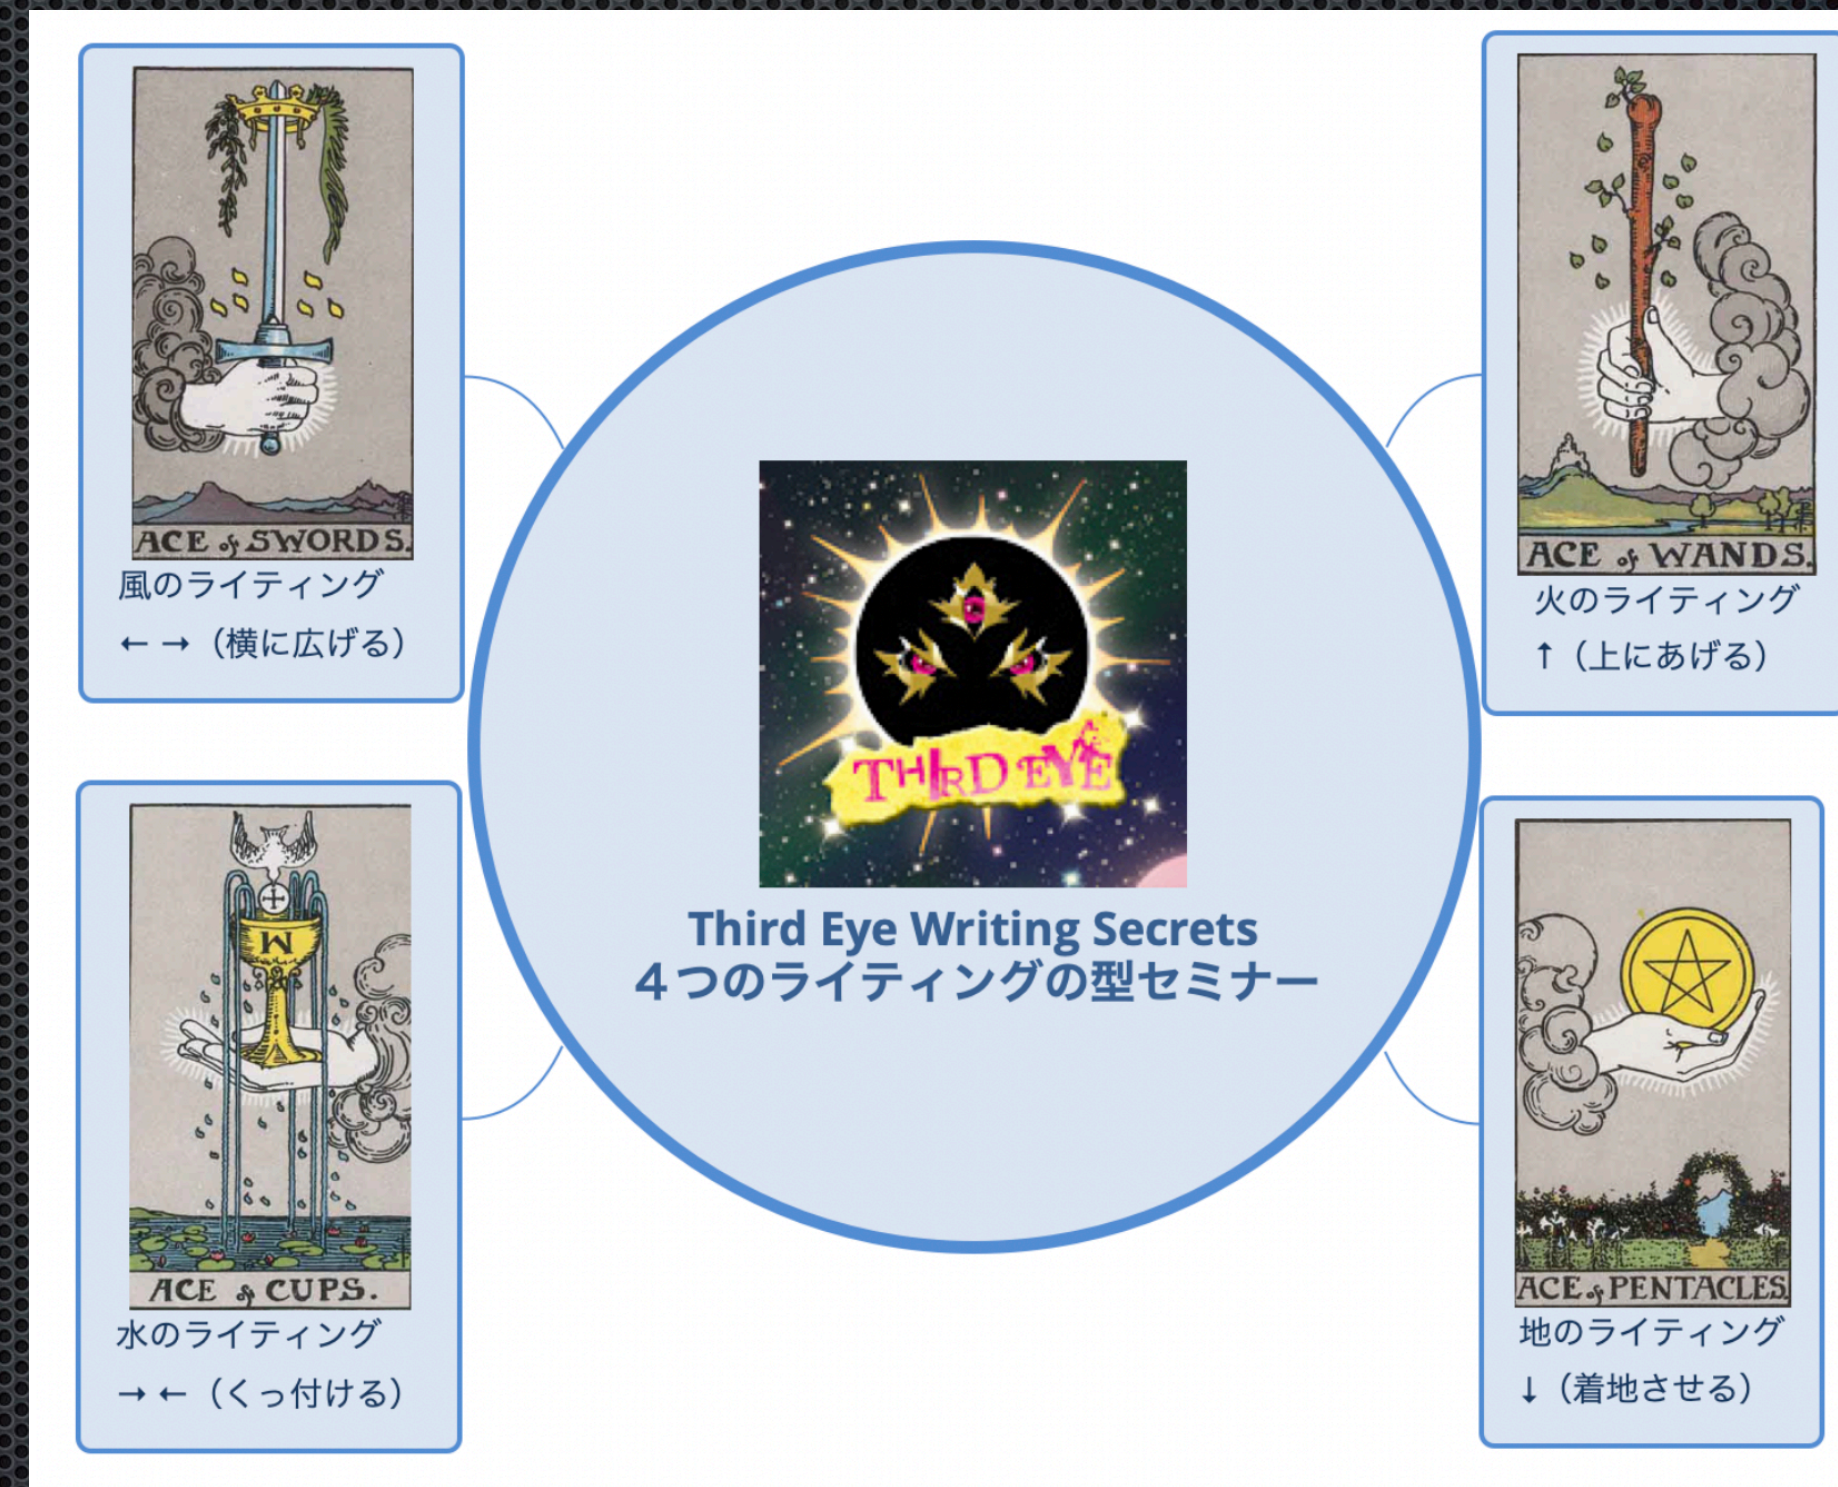 ACE of SWORDS.
風のライティング
← →（横に広げる）
ACE of WANDS.
火のライティング
↑（上にあげる）
THIRD EYE
Third Eye Writing Secrets
４つのライティングの型セミナー
W
ACE of CUPS.
水のライティング
→ ←（くっ付ける）
ACE of PENTACLES.
地のライティング
↓（着地させる）